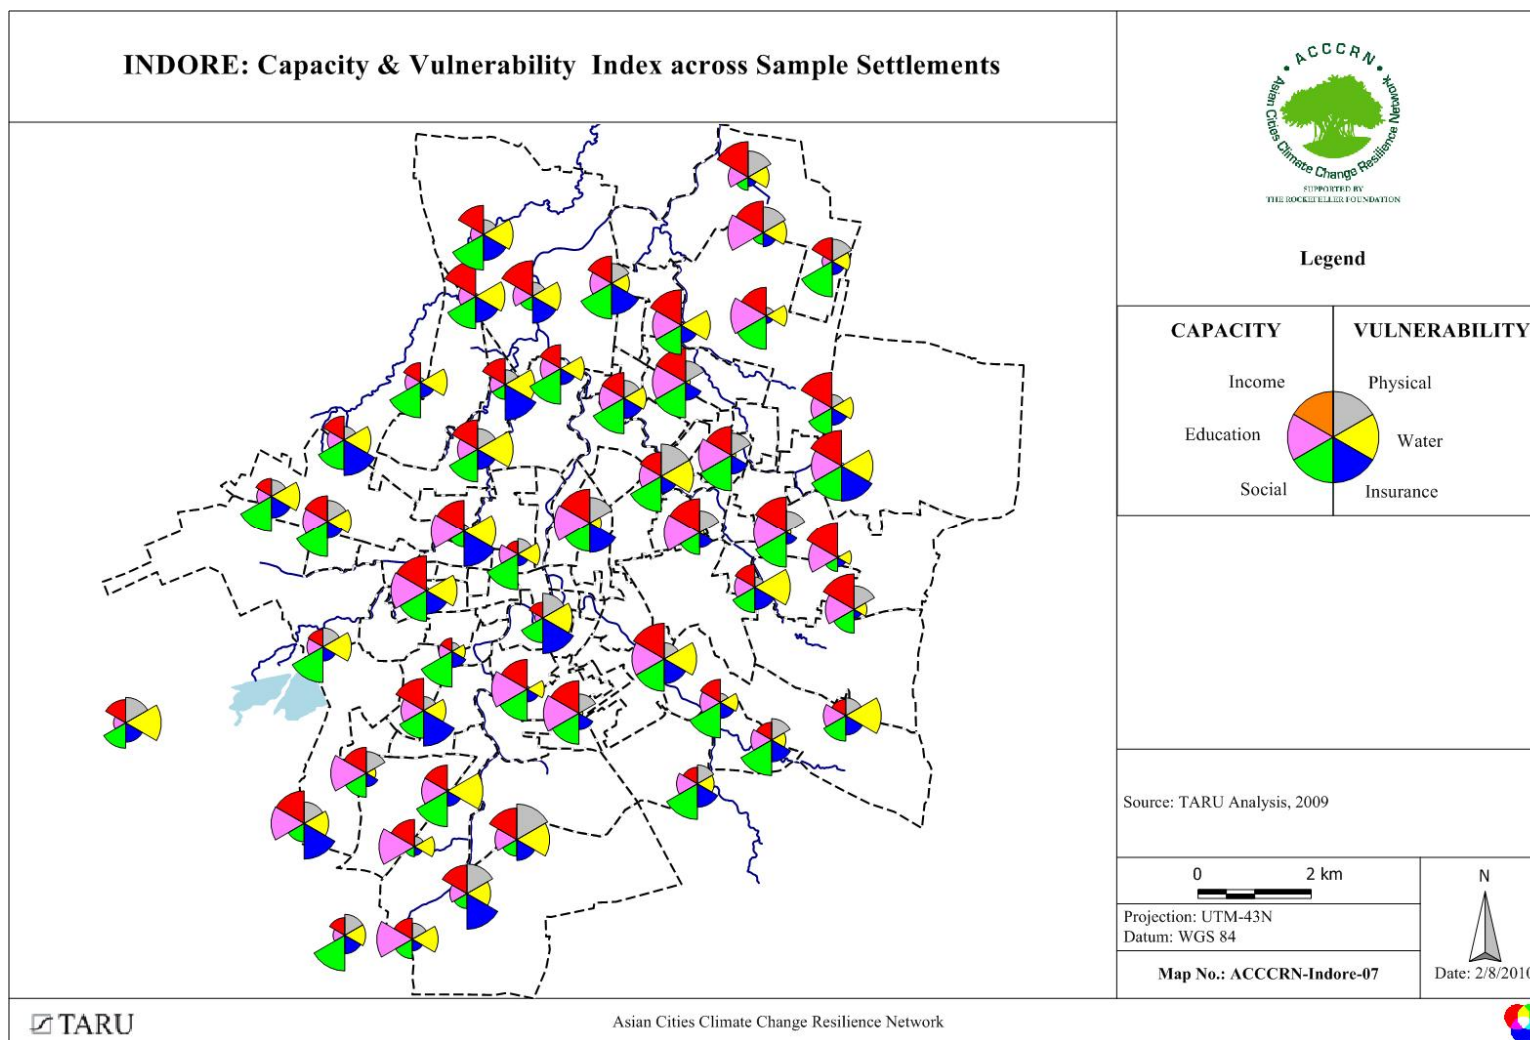 INDORE: Capacity & Vulnerability Index across Sample Settlements
ACCCRN
Asian Cities Climate Change Resilience Network
SUPPORTED BY
THE ROCKEFELLER FOUNDATION
Legend
CAPACITY VULNERABILITY
Income Physical
Education Water
Social Insurance
Source: TARU Analysis, 2009
0 2 km
N
Projection: UTM-43N
Datum: WGS 84
Map No.: ACCCRN-Indore-07
Date: 2/8/2010
TARU
Asian Cities Climate Change Resilience Network